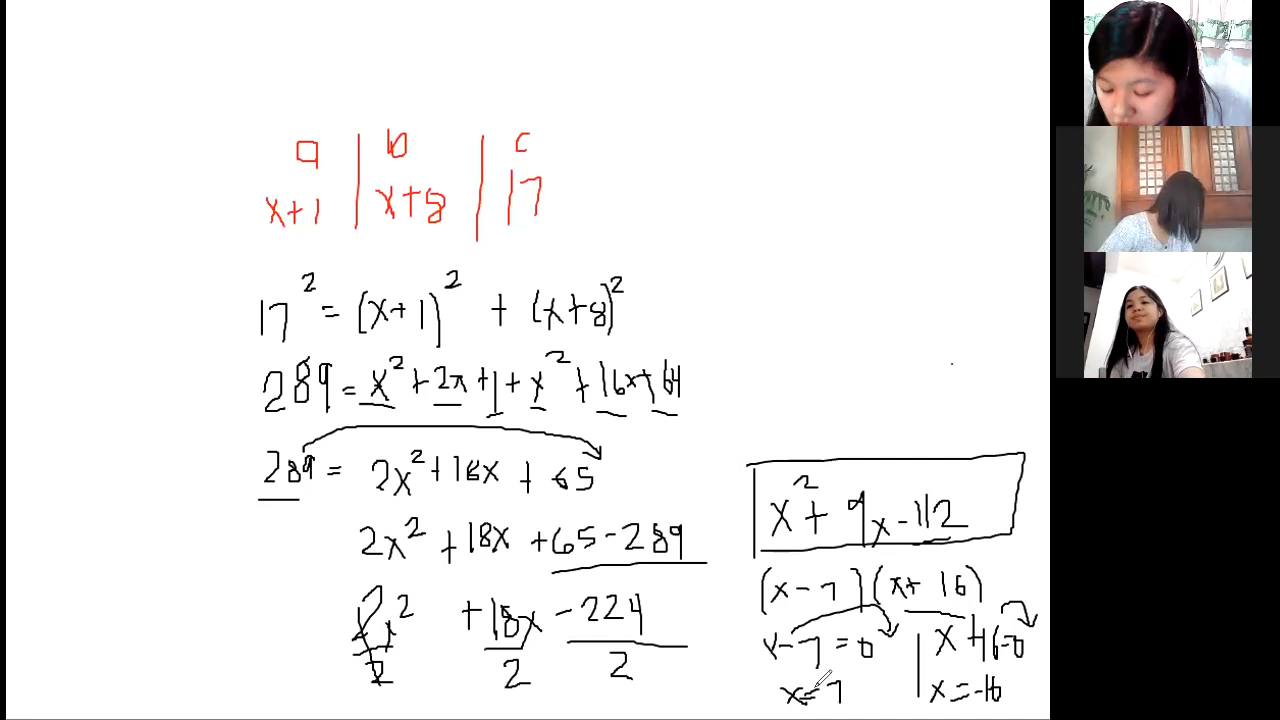 a | b | c
x+1 | x+8 | 17
17² = (x+1)² + (x+8)²
289 = x² + 2x + 1 + x² + 16x + 64
289 = 2x² + 18x + 65
2x² + 18x + 65 - 289
2x²/2 + 18x/2 - 224/2
x² + 9x - 112
(x - 7)(x + 16)
x - 7 = 0 | x + 16 = 0
x = 7 | x = -16